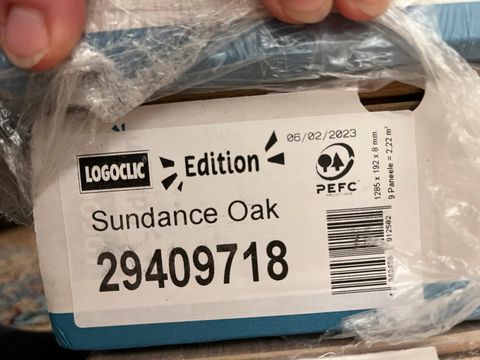 06/02/2023
LOGOCLIC Edition
PEFC
1285 x 192 x 8 mm
9 Paneele = 2,22 m²
Sundance Oak
29409718